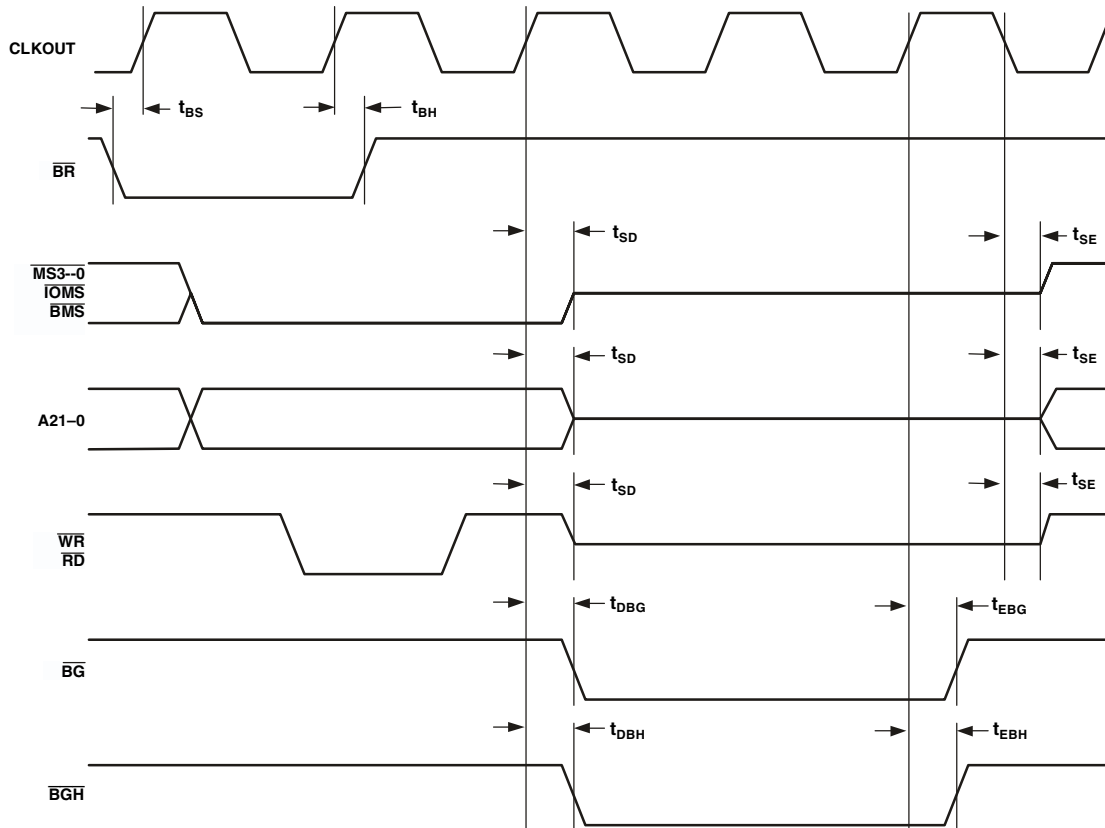 CLKOUT
tBS
tBH
BR
tSD
tSE
MS3--0
IOMS
BMS
tSD
tSE
A21–0
tSD
tSE
WR
RD
tDBG
tEBG
BG
tDBH
tEBH
BGH